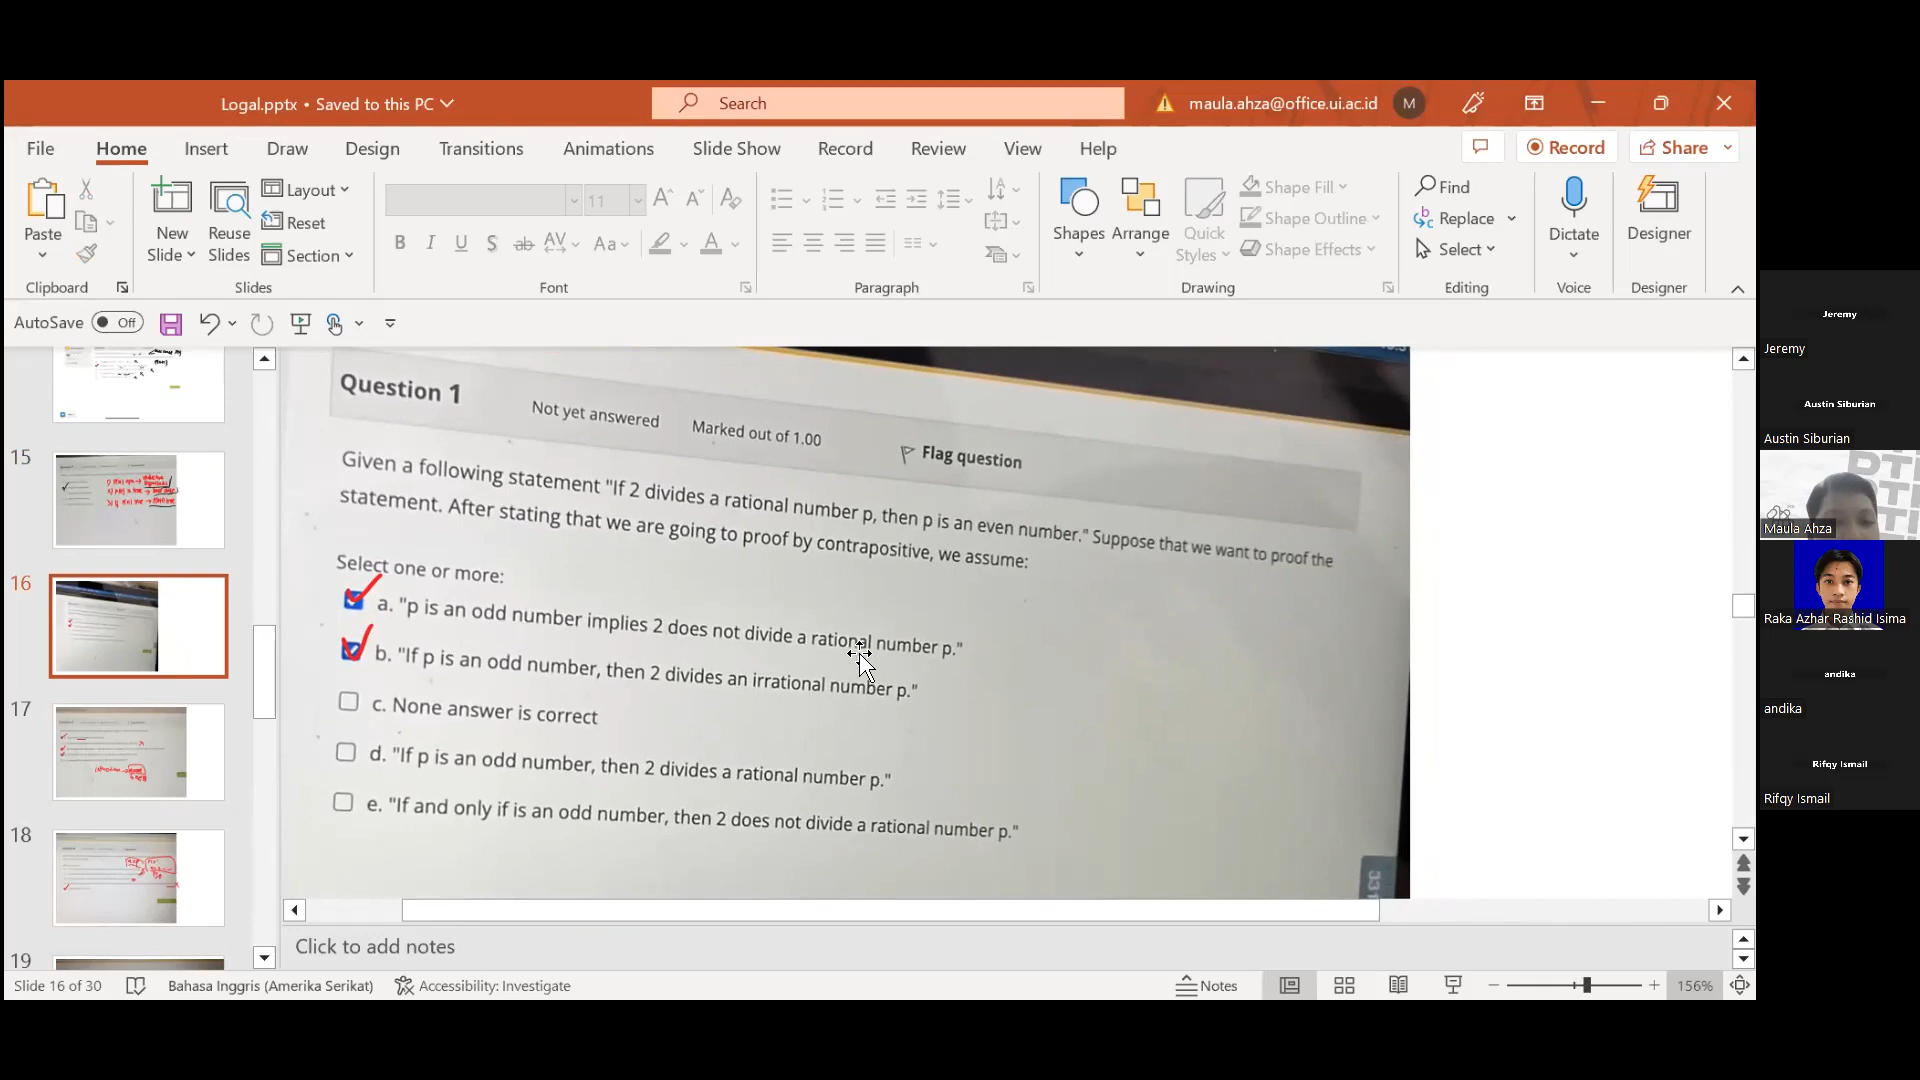 Logal.pptx • Saved to this PC
Search
maula.ahza@office.ui.ac.id
M
File Home Insert Draw Design Transitions Animations Slide Show Record Review View Help
Record
Share
Paste
New Slide
Reuse Slides
Layout
Reset
Section
11
B I U S ab AV Aa A
Shapes
Arrange
Quick Styles
Shape Fill
Shape Outline
Shape Effects
Find
Replace
Select
Dictate
Designer
Clipboard Slides Font Paragraph Drawing Editing Voice Designer
AutoSave Off
15
16
17
18
19
Question 1
Not yet answered
Marked out of 1.00
Flag question
Given a following statement "If 2 divides a rational number p, then p is an even number." Suppose that we want to proof the
statement. After stating that we are going to proof by contrapositive, we assume:
Select one or more:
a. "p is an odd number implies 2 does not divide a rational number p."
b. "If p is an odd number, then 2 divides an irrational number p."
c. None answer is correct
d. "If p is an odd number, then 2 divides a rational number p."
e. "If and only if is an odd number, then 2 does not divide a rational number p."
331
Click to add notes
Slide 16 of 30
Bahasa Inggris (Amerika Serikat)
Accessibility: Investigate
Notes
156%
Jeremy
Jeremy
Austin Siburian
Austin Siburian
Maula Ahza
Raka Azhar Rashid Isima
andika
andika
Rifqy Ismail
Rifqy Ismail